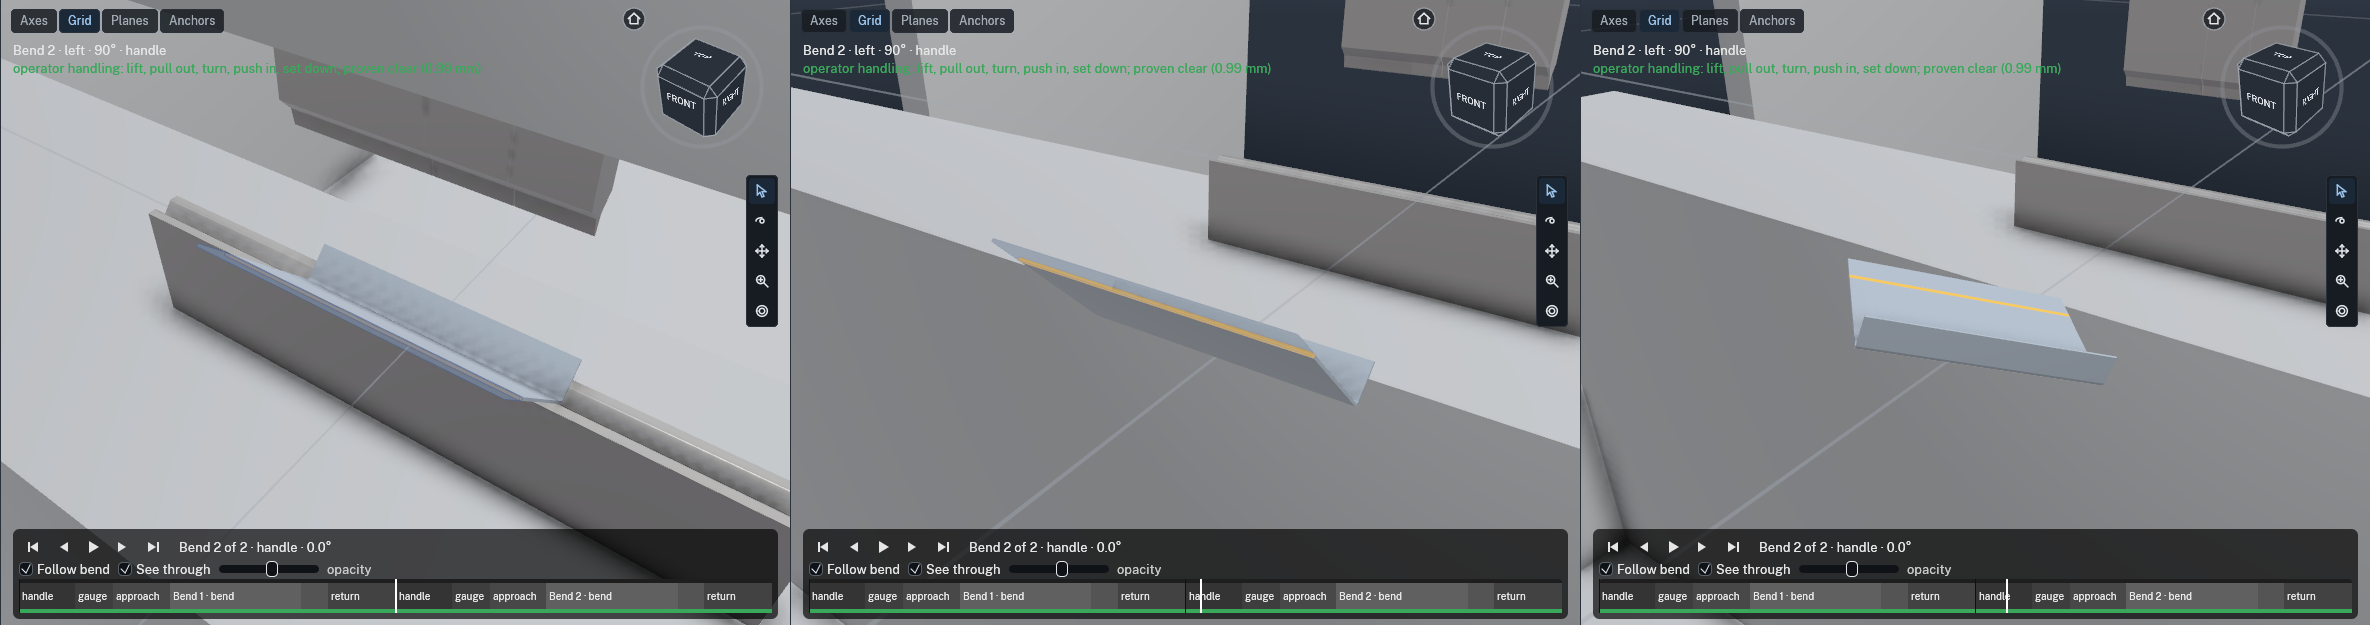 Axes Grid Planes Anchors
Bend 2 · left · 90° · handle
operator handling: lift, pull out, turn, push in, set down; proven clear (0.99 mm)
TOP
FRONT
RIGHT
Bend 2 of 2 · handle · 0.0°
Follow bend See through opacity
handle gauge approach Bend 1 · bend return handle gauge approach Bend 2 · bend return
Axes Grid Planes Anchors
Bend 2 · left · 90° · handle
operator handling: lift, pull out, turn, push in, set down; proven clear (0.99 mm)
TOP
FRONT
RIGHT
Bend 2 of 2 · handle · 0.0°
Follow bend See through opacity
handle gauge approach Bend 1 · bend return handle gauge approach Bend 2 · bend return
Axes Grid Planes Anchors
Bend 2 · left · 90° · handle
operator handling: lift, pull out, turn, push in, set down; proven clear (0.99 mm)
TOP
FRONT
RIGHT
Bend 2 of 2 · handle · 0.0°
Follow bend See through opacity
handle gauge approach Bend 1 · bend return handle gauge approach Bend 2 · bend return